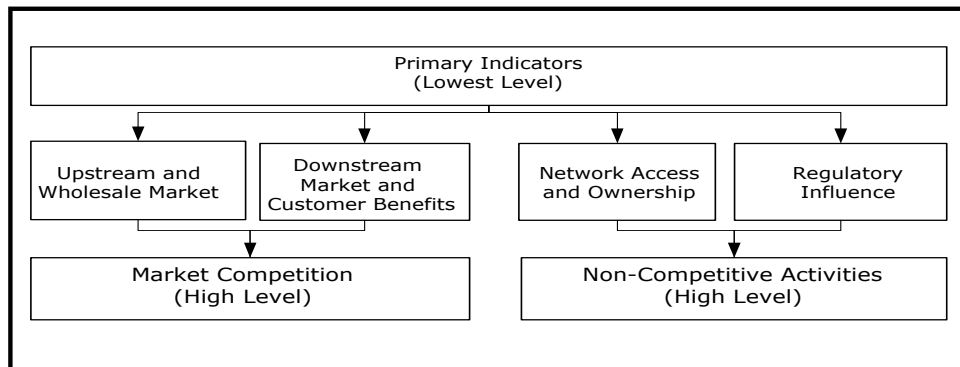 Primary Indicators
(Lowest Level)
Upstream and
Wholesale Market
Downstream
Market and
Customer Benefits
Network Access
and Ownership
Regulatory
Influence
Market Competition
(High Level)
Non-Competitive Activities
(High Level)